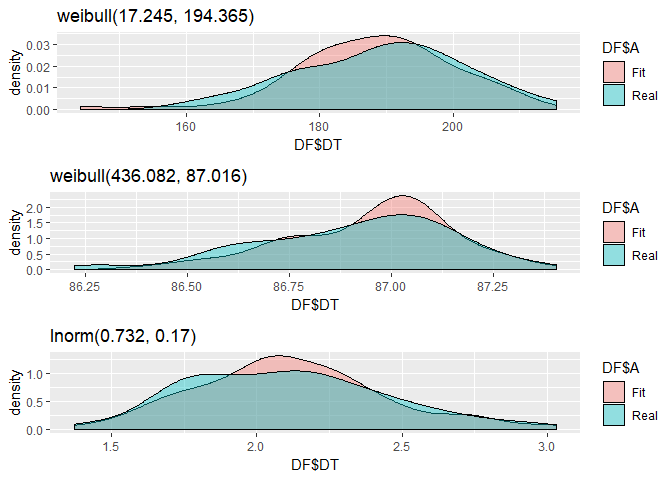 weibull(17.245, 194.365)
density
0.03
0.02
0.01
0.00
160 180 200
DF$DT
DF$A
Fit
Real
weibull(436.082, 87.016)
density
2.0
1.5
1.0
0.5
0.0
86.25 86.50 86.75 87.00 87.25
DF$DT
DF$A
Fit
Real
lnorm(0.732, 0.17)
density
1.0
0.5
0.0
1.5 2.0 2.5 3.0
DF$DT
DF$A
Fit
Real